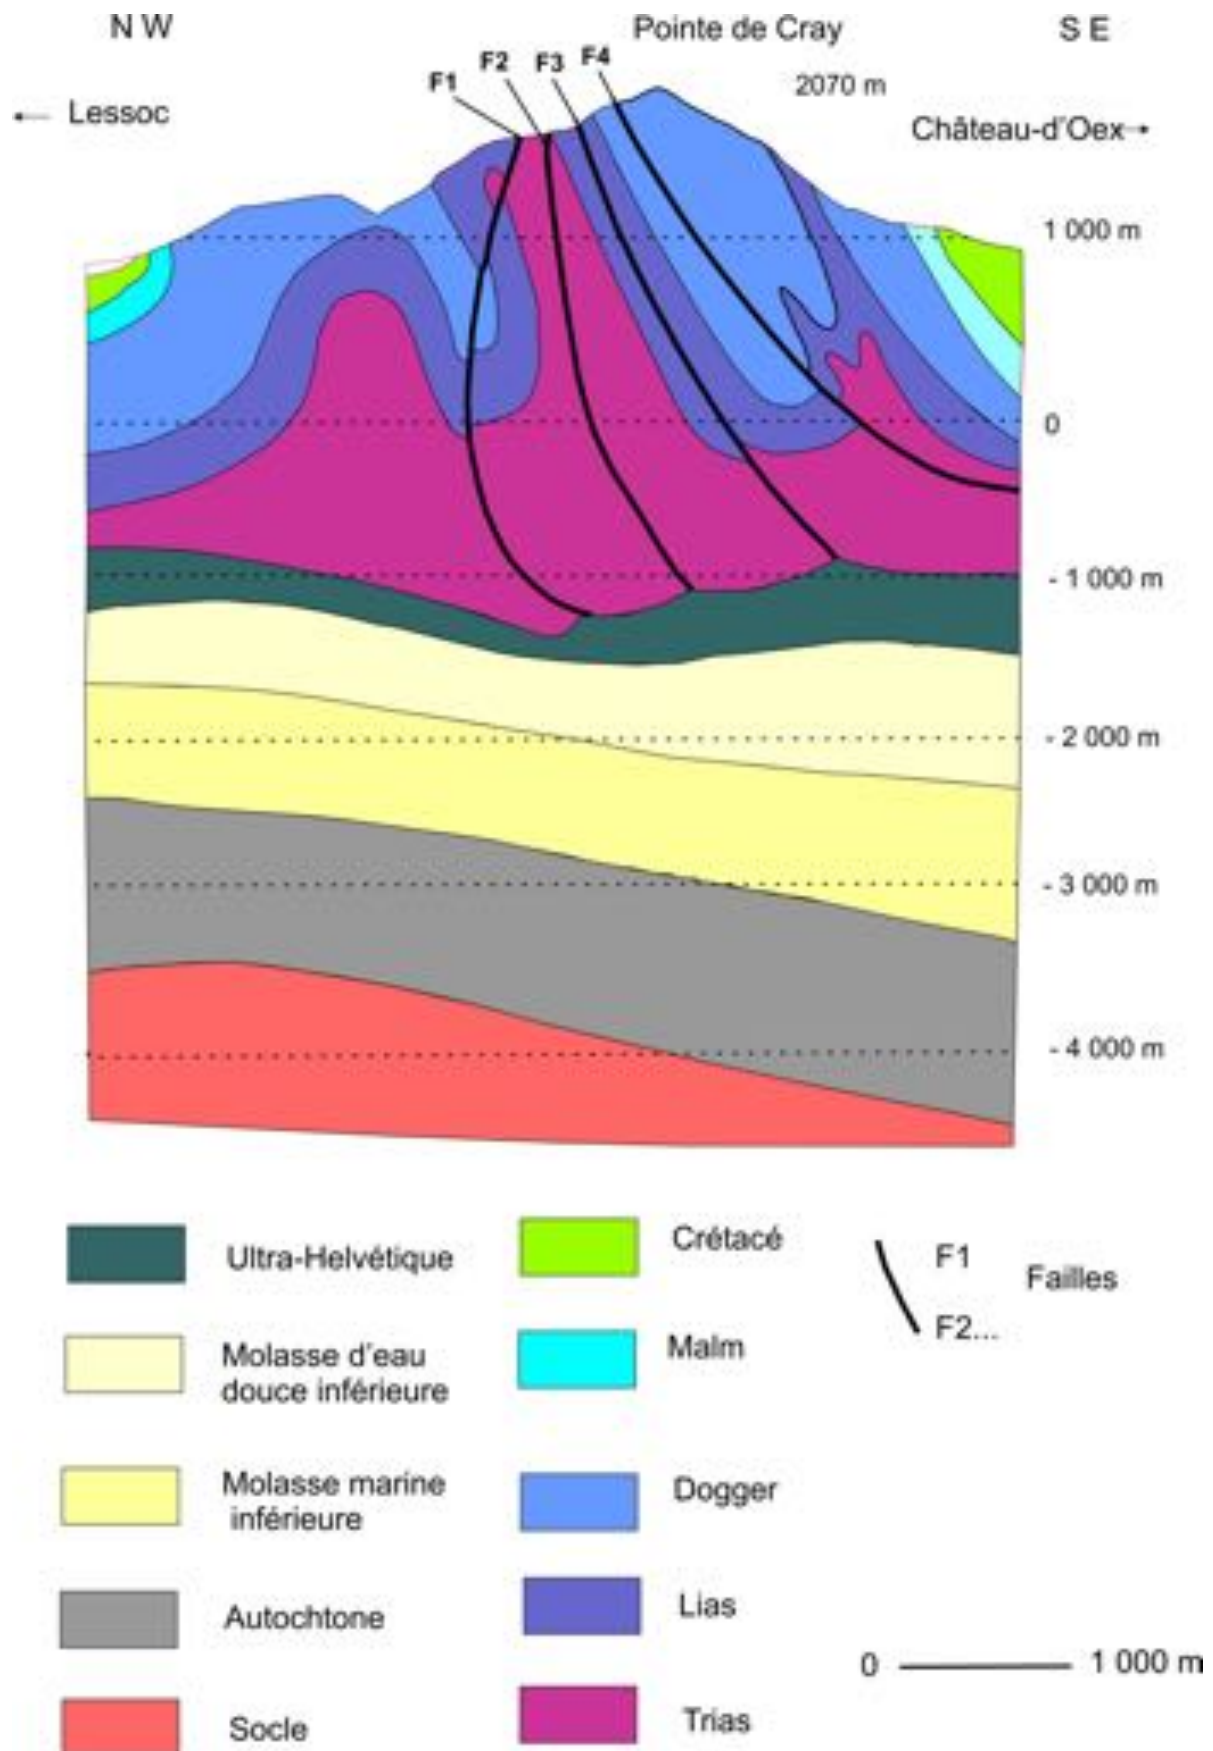 N W
Pointe de Cray
S E
F1
F2
F3
F4
2070 m
← Lessoc
Château-d'Oex→
1 000 m
0
- 1 000 m
- 2 000 m
- 3 000 m
- 4 000 m
Ultra-Helvétique
Molasse d'eau
douce inférieure
Molasse marine
inférieure
Autochtone
Socle
Crétacé
Malm
Dogger
Lias
Trias
F1
Failles
F2...
0
1 000 m